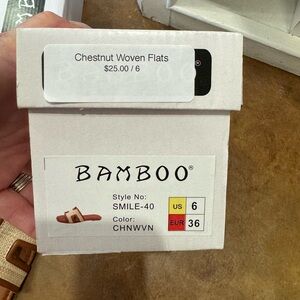 Chestnut Woven Flats
$25.00 / 6
BAMBOO®
Style No:
SMILE-40
Color:
CHNWVN
US 6
EUR 36